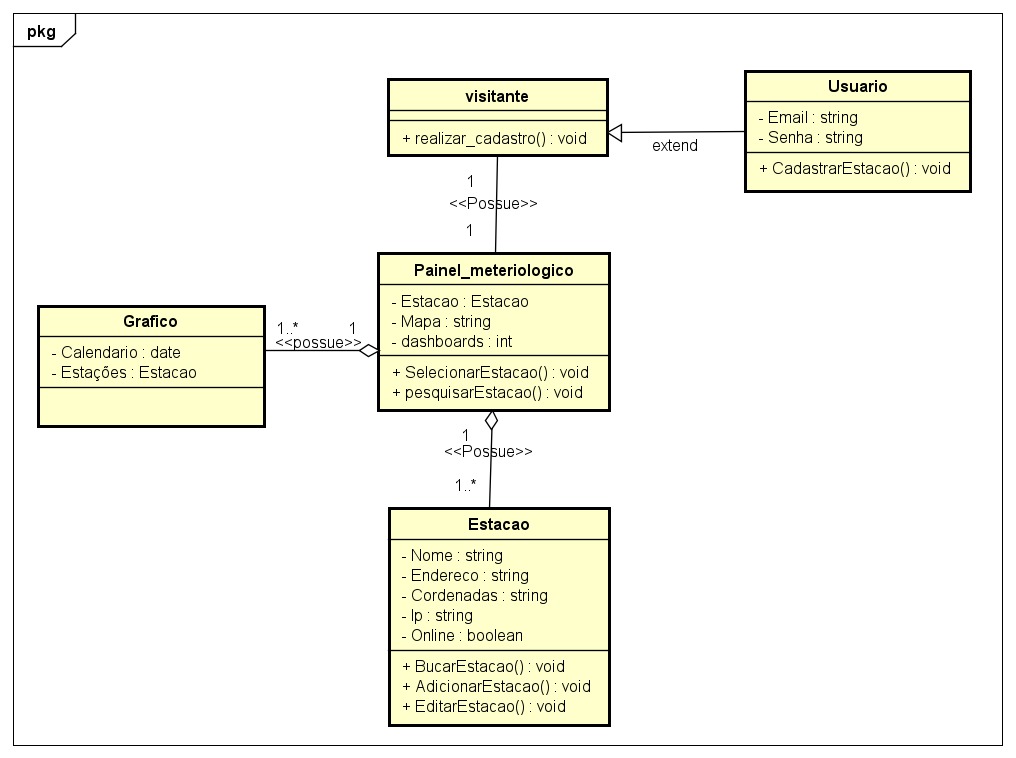 pkg
visitante
+ realizar_cadastro() : void
Usuario
- Email : string
- Senha : string
+ CadastrarEstacao() : void
extend
1
<<Possue>>
1
Painel_meteriologico
- Estacao : Estacao
- Mapa : string
- dashboards : int
+ SelecionarEstacao() : void
+ pesquisarEstacao() : void
Grafico
- Calendario : date
- Estações : Estacao
1..*
1
<<possue>>
1
<<Possue>>
1..*
Estacao
- Nome : string
- Endereco : string
- Cordenadas : string
- Ip : string
- Online : boolean
+ BucarEstacao() : void
+ AdicionarEstacao() : void
+ EditarEstacao() : void